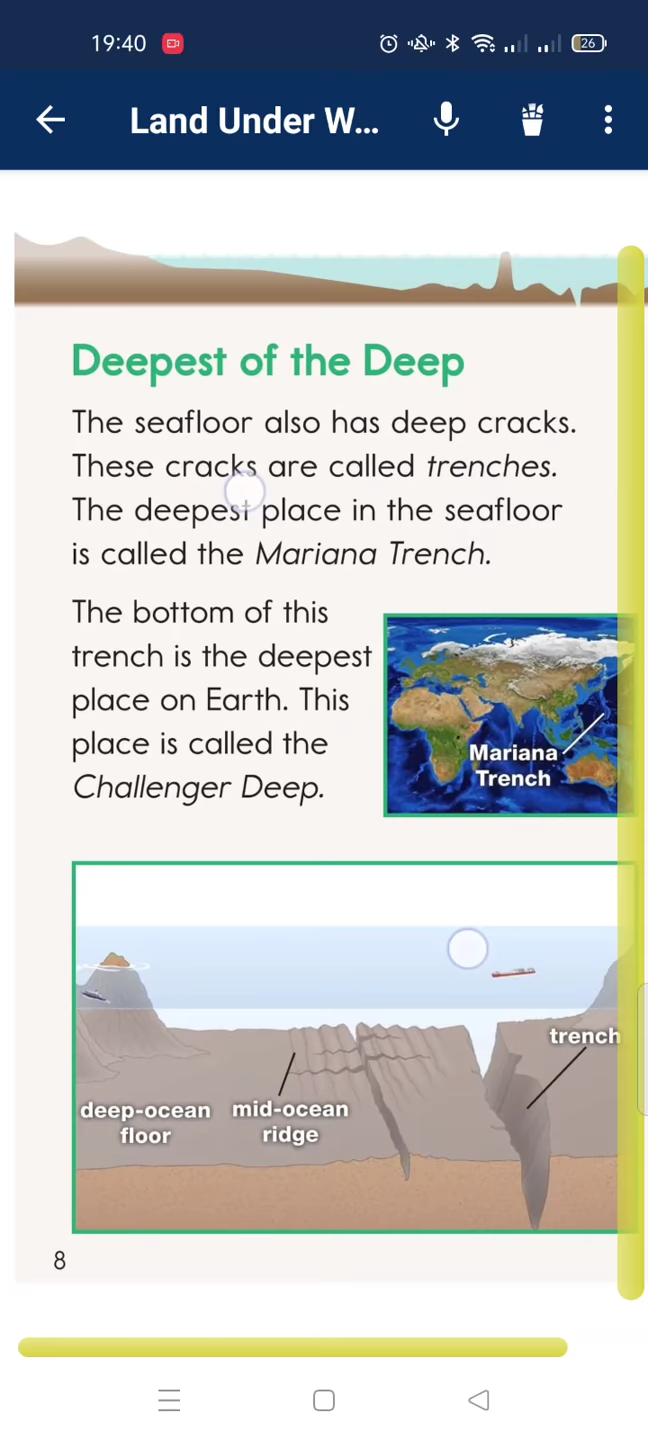 19:40
26
Land Under W...
Deepest of the Deep
The seafloor also has deep cracks.
These cracks are called trenches.
The deepest place in the seafloor
is called the Mariana Trench.
The bottom of this
trench is the deepest
place on Earth. This
place is called the
Challenger Deep.
Mariana
Trench
trench
deep-ocean
floor
mid-ocean
ridge
8